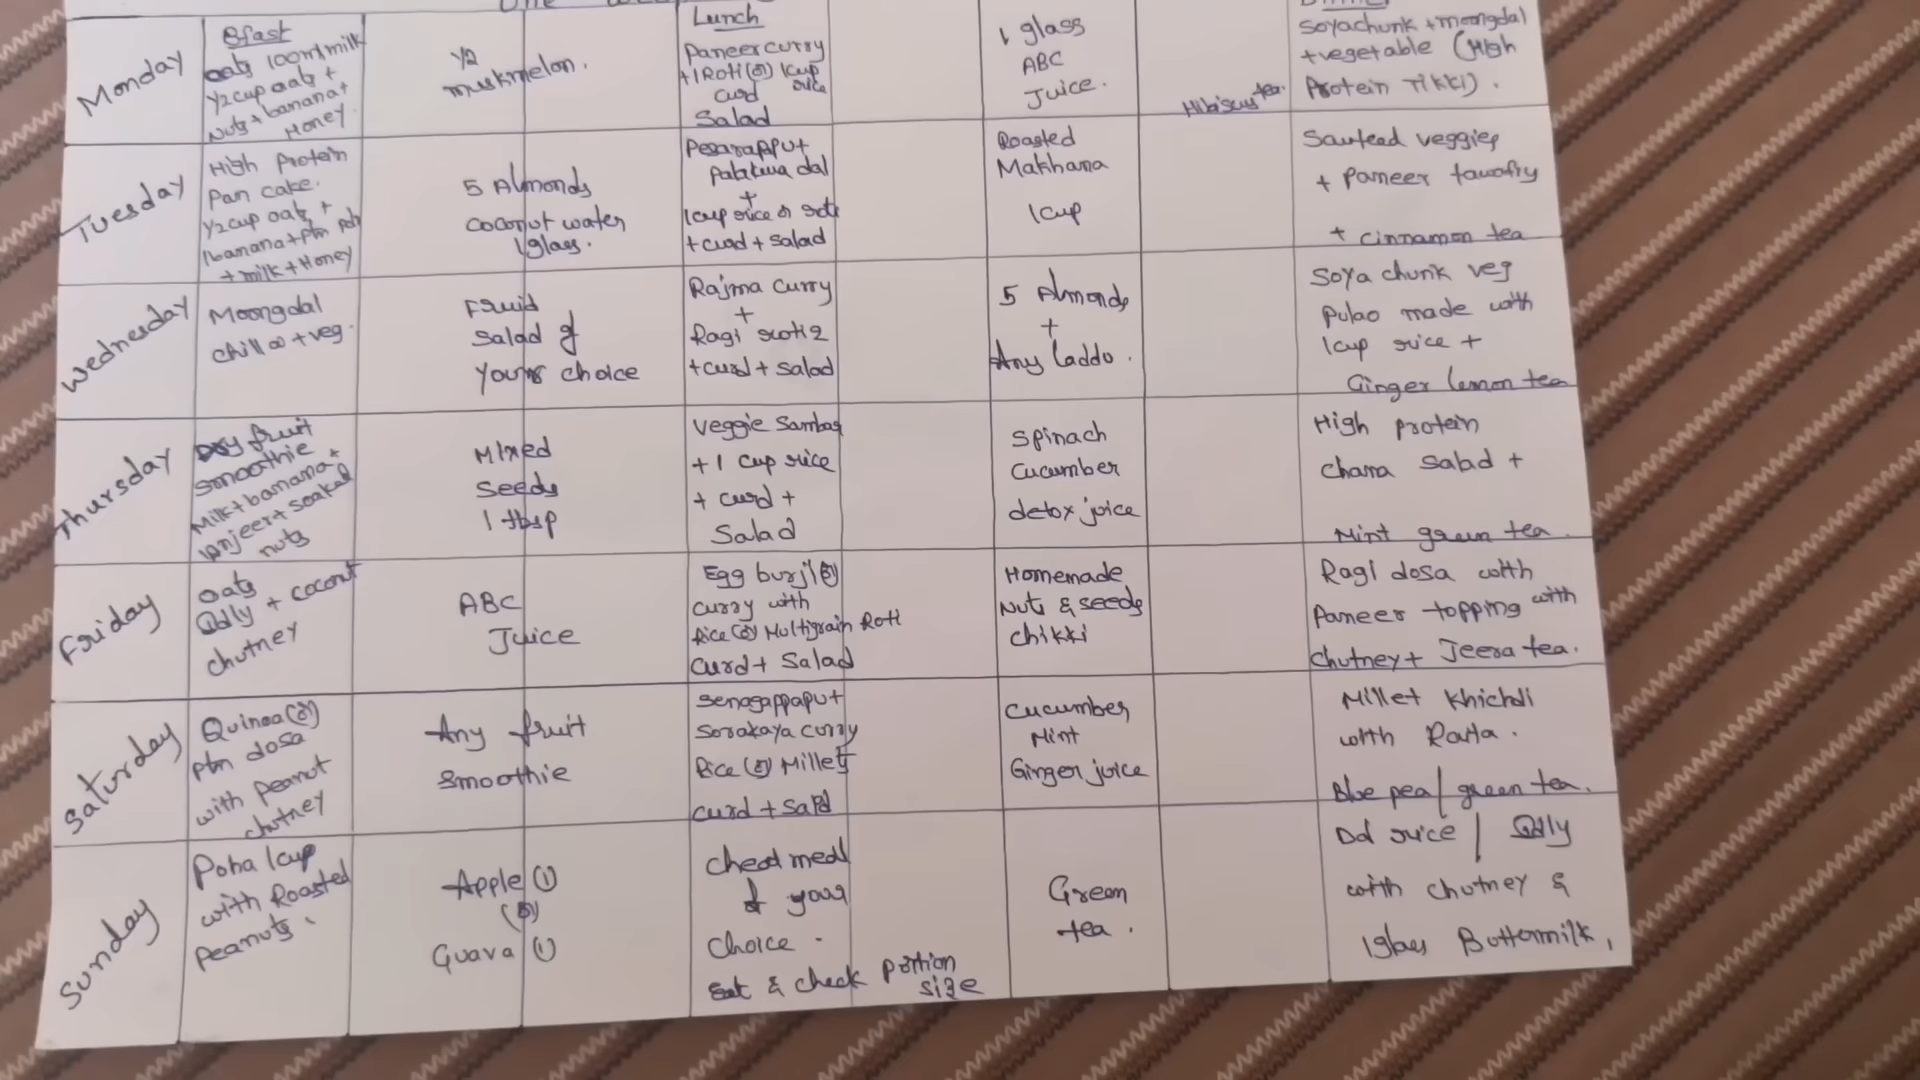 One
Monday
Bfast
oats 100ml milk
Y2 cup oats +
Nuts + banana +
Honey.
Y2
muskmelon.
Lunch
Paneer curry
+ 1 Roti (or) 1 cup rice
curd
Salad
1 glass
ABC
Juice.
Hibiscus tea.
Soyachunk + moongdal
+ vegetable (High
Protein Tikki).
Tuesday
High protein
Pan cake.
Y2 cup oats +
1 banana + ptn pdr
+ milk + Honey
5 Almonds
coconut water
1 glass.
Pesarappu +
Palakura dal
+
1 cup rice or roti
+ curd + salad
Roasted
Makhana
1 cup
Sauteed veggies
+ Paneer tawafry
+ cinnamon tea
Wednesday
Moongdal
chilla + veg.
Fruid
Salad of
Your choice
Rajma curry
+
Ragi roti 2
+ curd + salad
5 Almonds
+
Any laddo.
Soya chunk veg
Pulao made with
1 cup rice +
Ginger lemon tea
Thursday
Dry fruit
Smoothie
Milk + banana +
anjeer + soaked
nuts
Mixed
Seeds
1 tbsp
Veggie Sambar
+ 1 cup rice
+ curd +
Salad
Spinach
Cucumber
detox juice
High protein
chana salad +
Mint green tea.
Friday
Oats
Idly + coconut
chutney
ABC
Juice
Egg burji (or)
curry with
Rice (or) Multigrain Roti
Curd + Salad
Homemade
Nuts & seeds
Chikki
Ragi dosa with
Paneer topping with
chutney + Jeera tea.
Saturday
Quinoa (or)
ptn dosa
with peanut
chutney
Any fruit
Smoothie
Senagappapu +
Sorakaya curry
Rice (or) Millets
curd + salad
Cucumber
Mint
Ginger juice
Millet Khichdi
with Raita.
Blue pea / green tea.
Sunday
Poha 1 cup
with Roasted
Peanuts.
Apple (1)
(or)
Guava (1)
Cheat meal
of your
choice.
Eat & check portion
size
Green
tea.
Dal rice / Idly
with chutney &
1 glass Buttermilk,